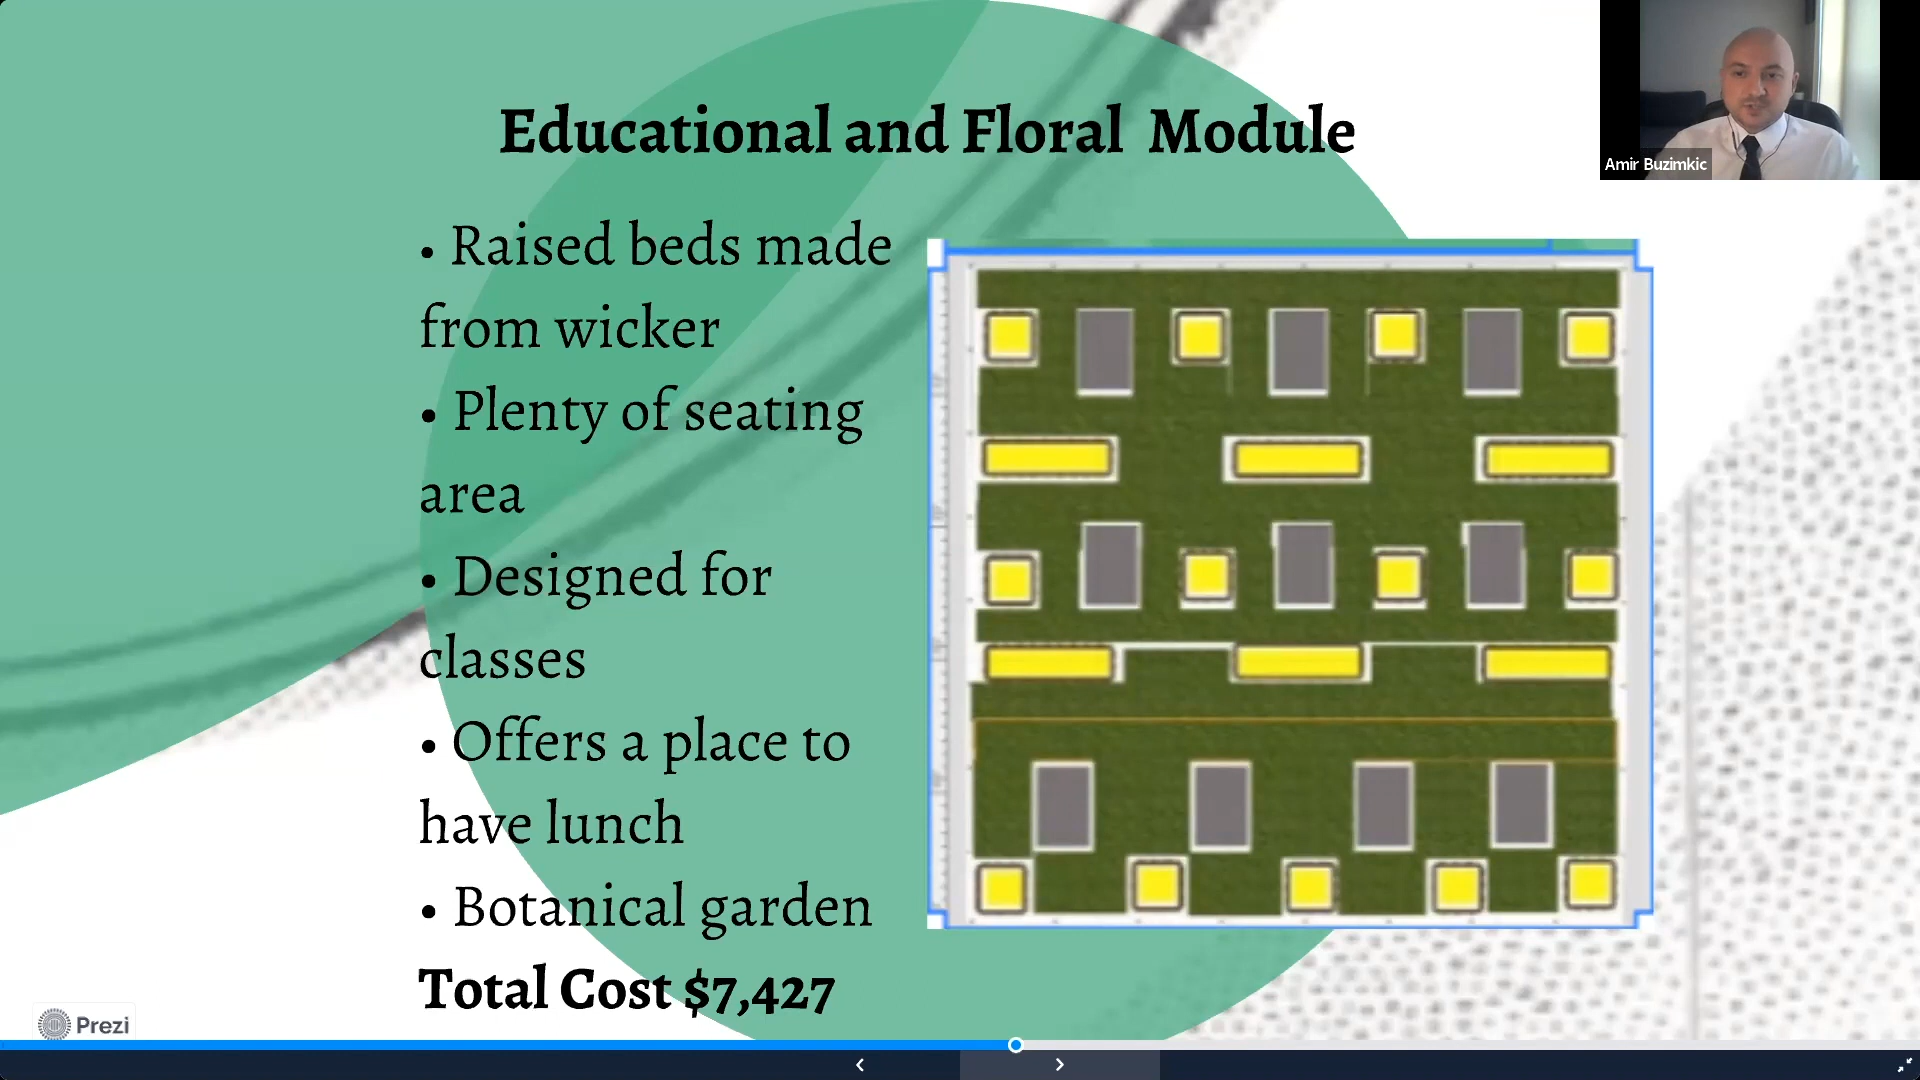 Educational and Floral Module
Amir Buzimkic
• Raised beds made
from wicker
• Plenty of seating
area
• Designed for
classes
• Offers a place to
have lunch
• Botanical garden
Total Cost $7,427
Prezi